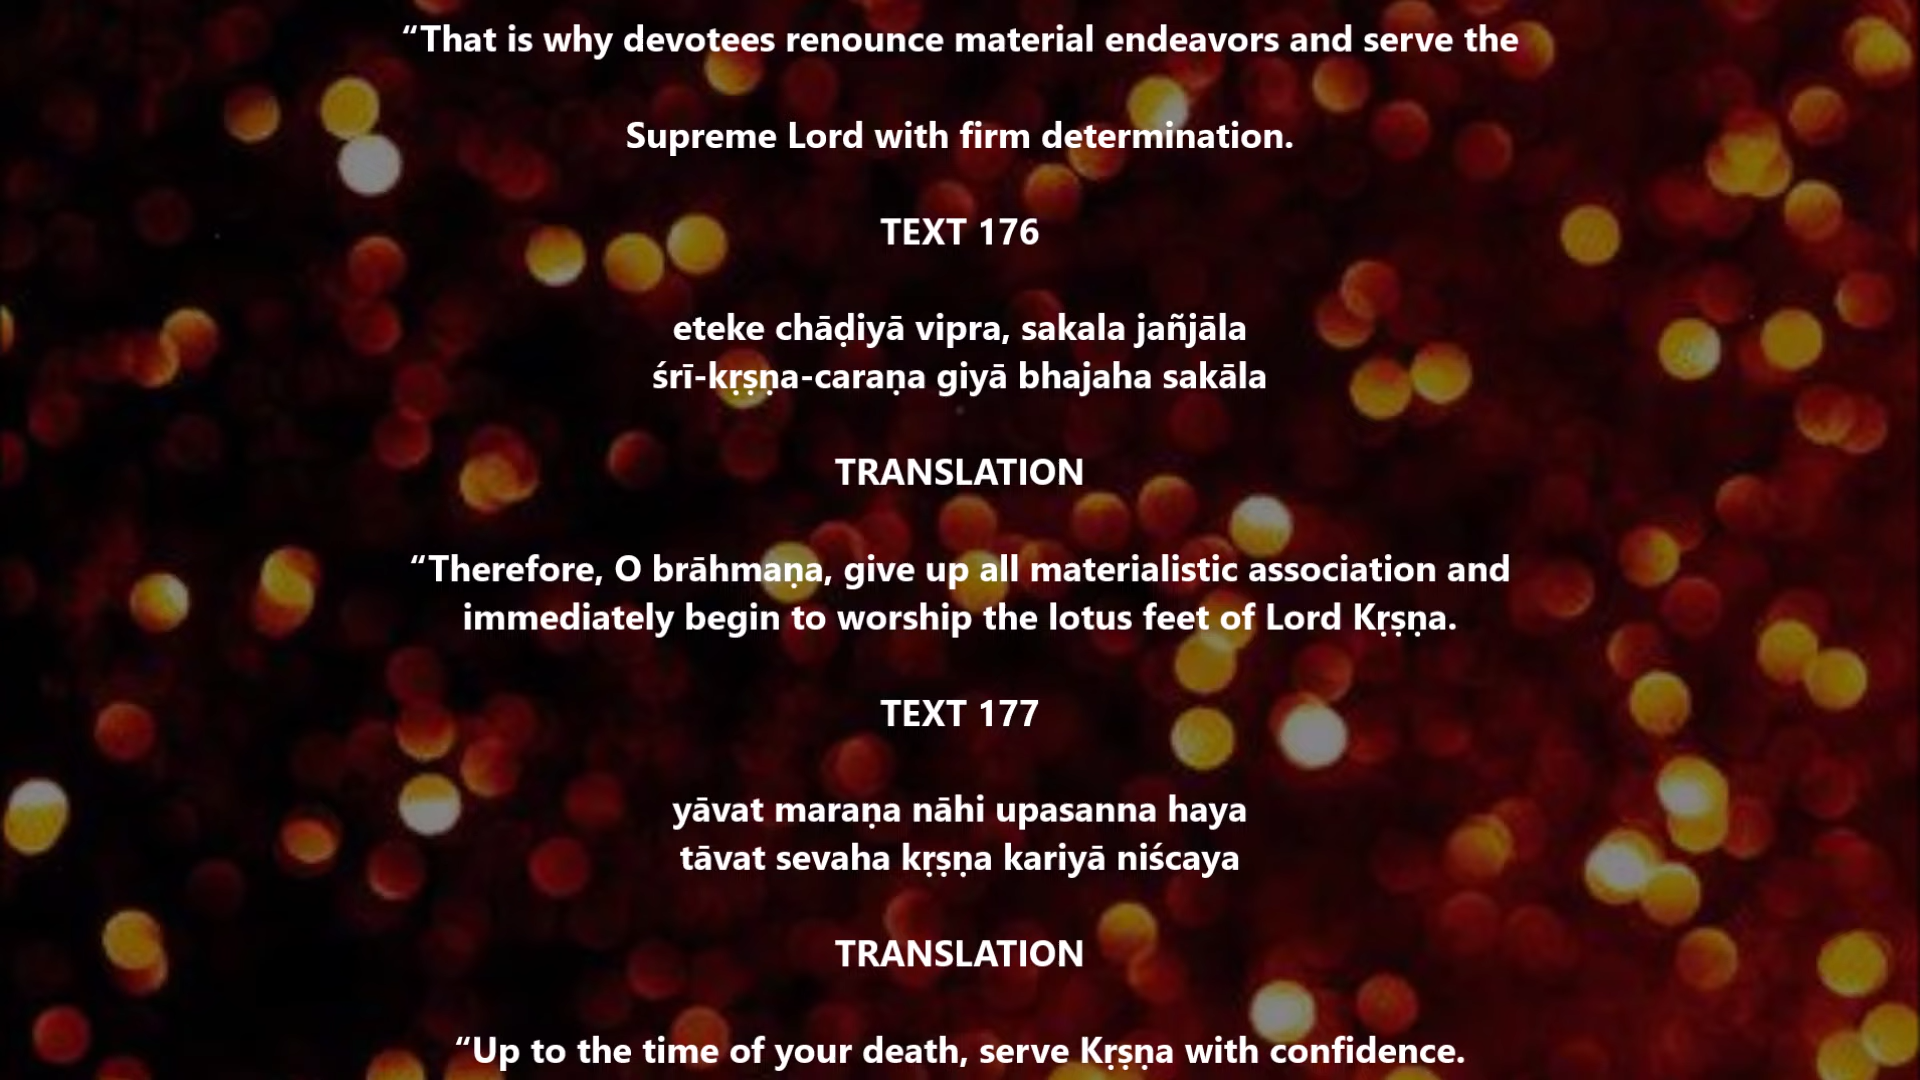 “That is why devotees renounce material endeavors and serve the
Supreme Lord with firm determination.
TEXT 176
eteke chāḍiyā vipra, sakala jañjāla
śrī-kṛṣṇa-caraṇa giyā bhajaha sakāla
TRANSLATION
“Therefore, O brāhmaṇa, give up all materialistic association and
immediately begin to worship the lotus feet of Lord Kṛṣṇa.
TEXT 177
yāvat maraṇa nāhi upasanna haya
tāvat sevaha kṛṣṇa kariyā niścaya
TRANSLATION
“Up to the time of your death, serve Kṛṣṇa with confidence.